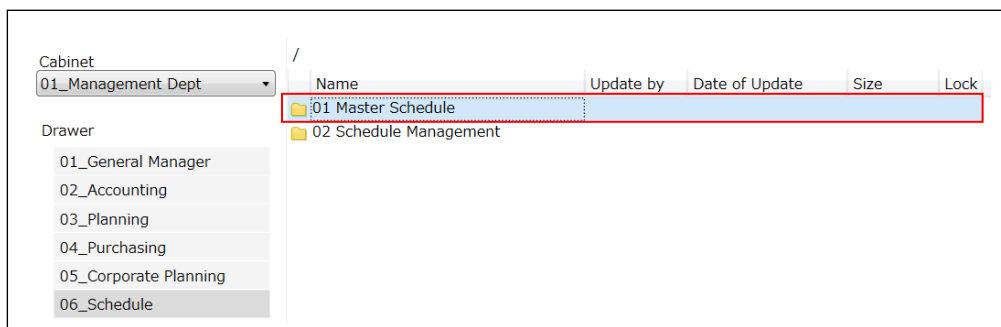 Cabinet
01_Management Dept
Drawer
01_General Manager
02_Accounting
03_Planning
04_Purchasing
05_Corporate Planning
06_Schedule
/
Name Update by Date of Update Size Lock
01 Master Schedule
02 Schedule Management